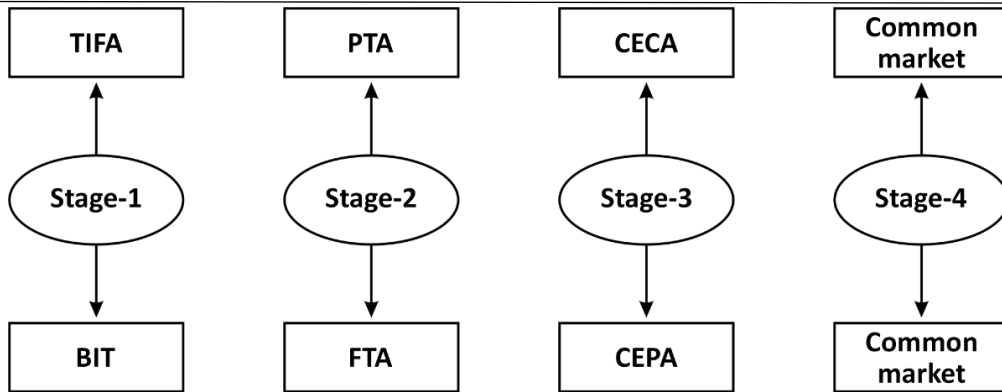 TIFA
PTA
CECA
Common
market
Stage-1
Stage-2
Stage-3
Stage-4
BIT
FTA
CEPA
Common
market